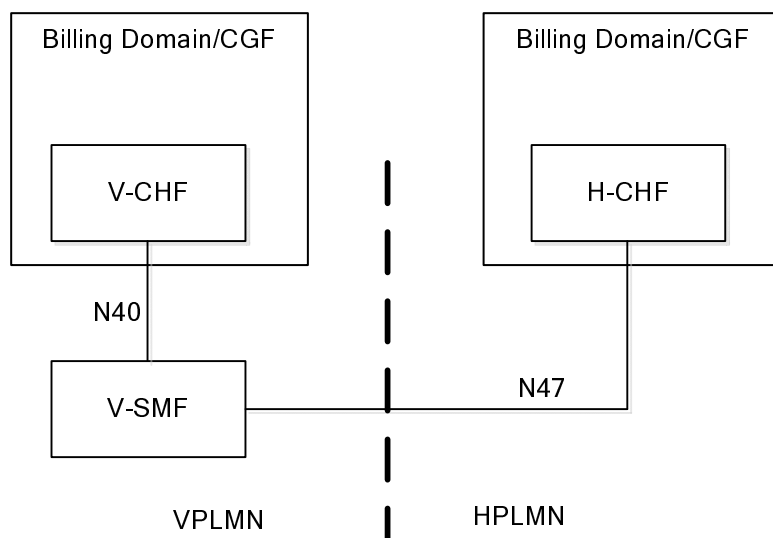 Billing Domain/CGF
Billing Domain/CGF
V-CHF
H-CHF
N40
V-SMF
N47
VPLMN
HPLMN